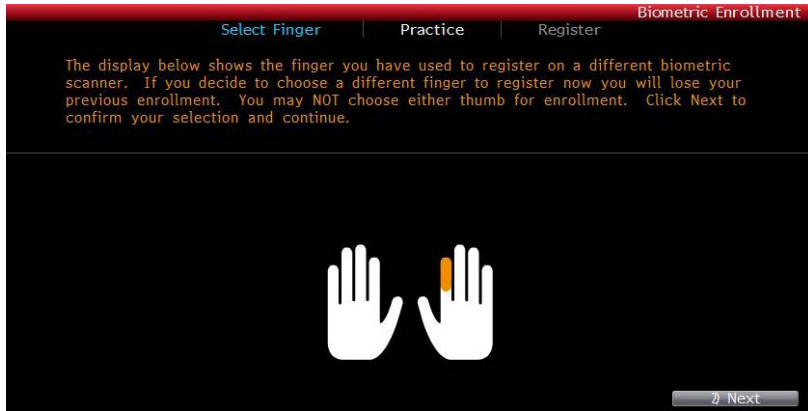 Biometric Enrollment
Select Finger Practice Register
The display below shows the finger you have used to register on a different biometric
scanner. If you decide to choose a different finger to register now you will lose your
previous enrollment. You may NOT choose either thumb for enrollment. Click Next to
confirm your selection and continue.
2) Next